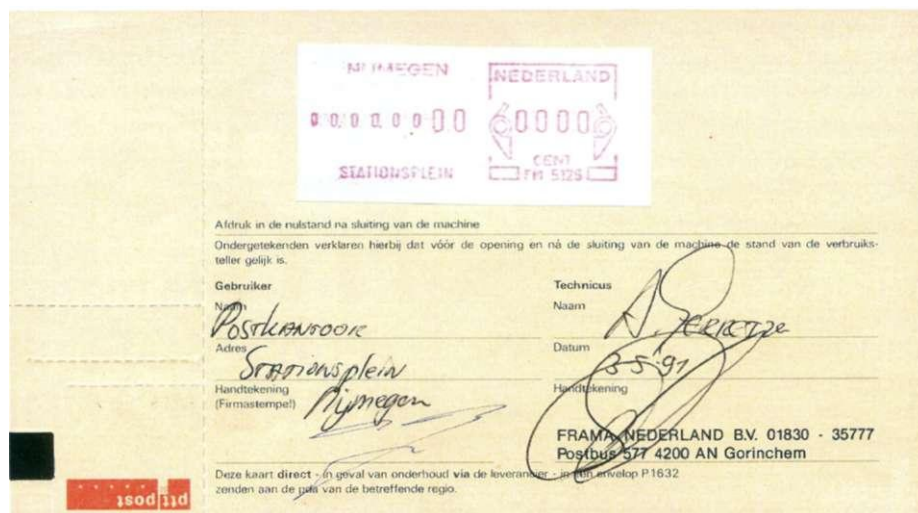 NIJMEGEN NEDERLAND
0 0. 0 0. 0 0 0 0 0000
STATIONSPLEIN CENT
FM 5126
Afdruk in de nulstand na sluiting van de machine
Ondergetekenden verklaren hierbij dat vóór de opening en ná de sluiting van de machine de stand van de verbruiks-
teller gelijk is.
Gebruiker Technicus
Naam Naam
Postkantoor A.
Adres Datum
Stationsplein 3-5-91
Handtekening Handtekening
(Firmastempel) Nijmegen
FRAMA NEDERLAND B.V. 01830 - 35777
Postbus 577 4200 AN Gorinchem
Deze kaart direct - in geval van onderhoud via de leverancier - in een envelop P1632
zenden aan de van de betreffende regio.
ptt post